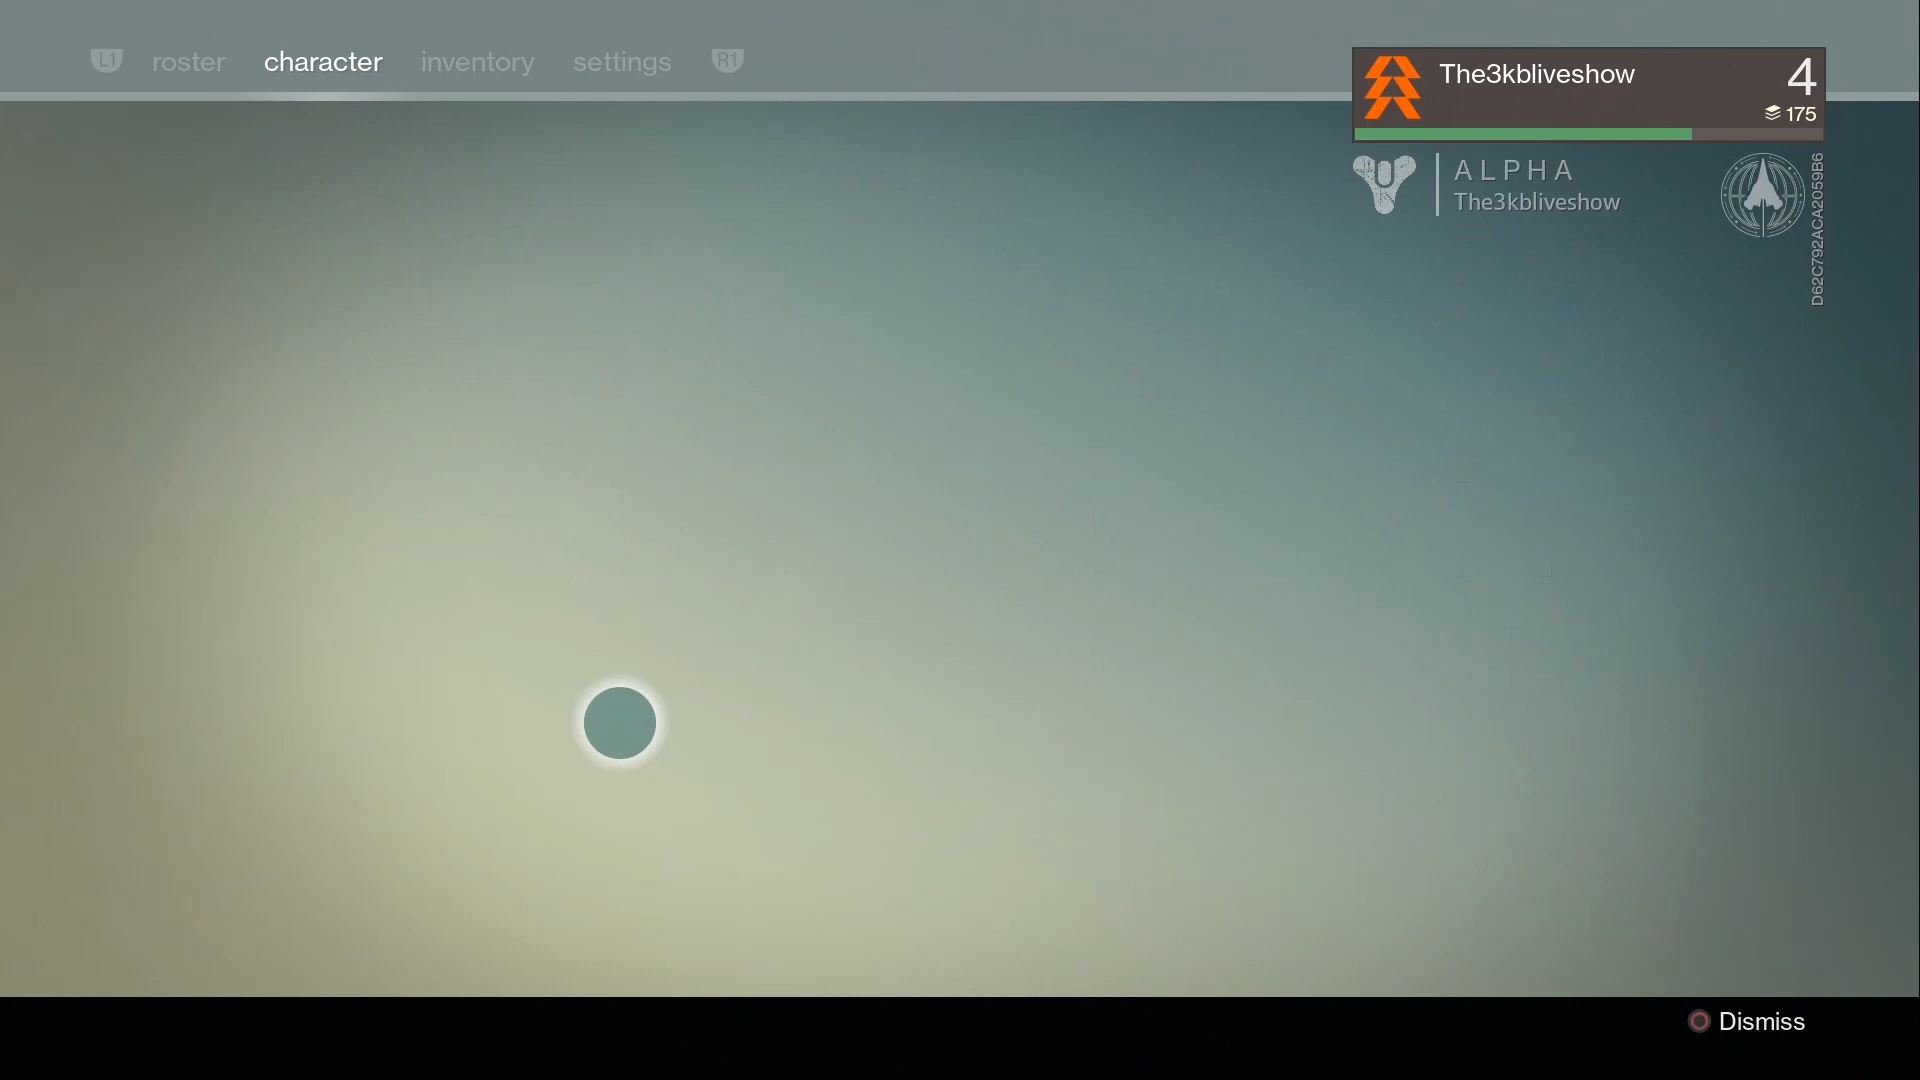 L1 roster character inventory settings R1
The3kbliveshow 4
175
ALPHA
The3kbliveshow
D62C792ACA2059B6
Dismiss